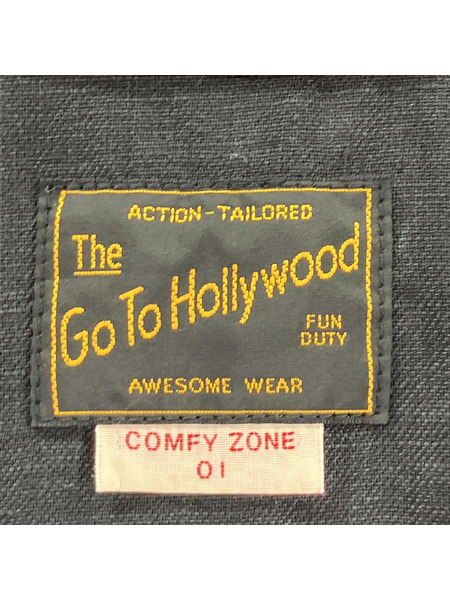 ACTION-TAILORED
The
Go To Hollywood
FUN
DUTY
AWESOME WEAR
COMFY ZONE
01